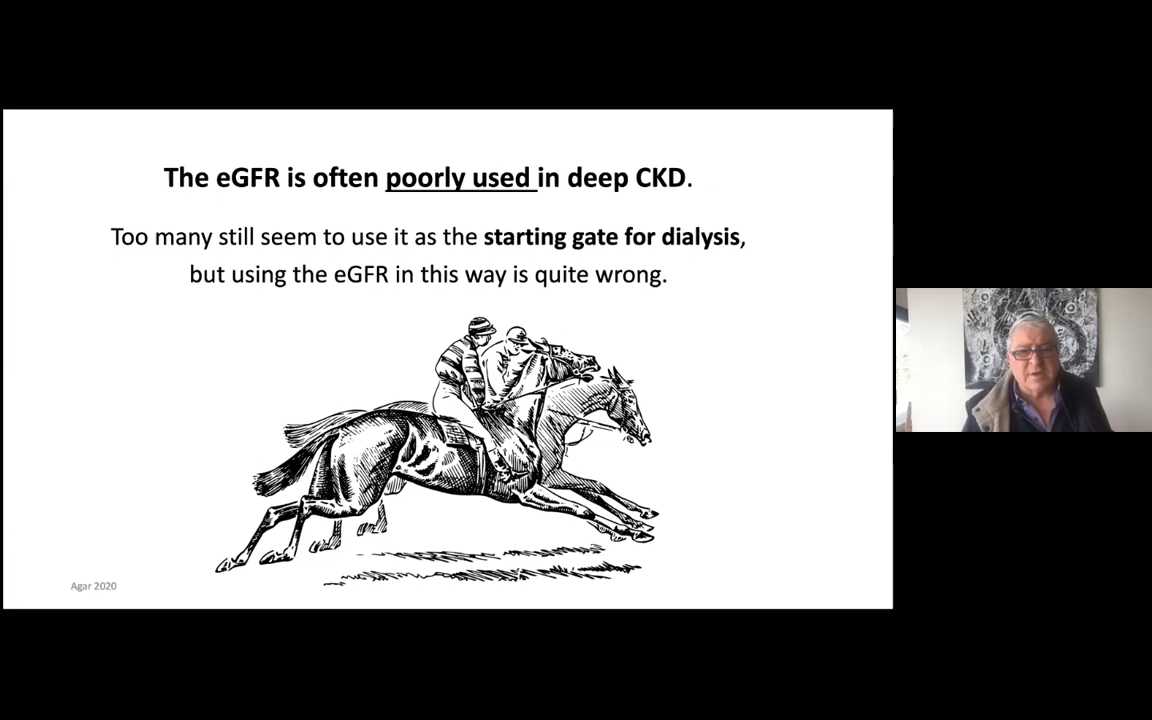 The eGFR is often poorly used in deep CKD.
Too many still seem to use it as the starting gate for dialysis,
but using the eGFR in this way is quite wrong.
Agar 2020